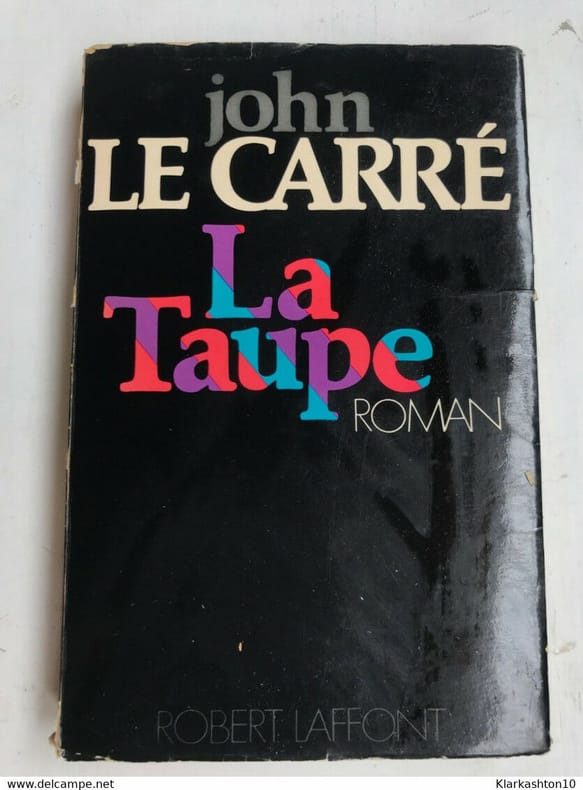 john
LE CARRÉ
La
Taupe
ROMAN
ROBERT LAFFONT
www.delcampe.net
Klarkashton10